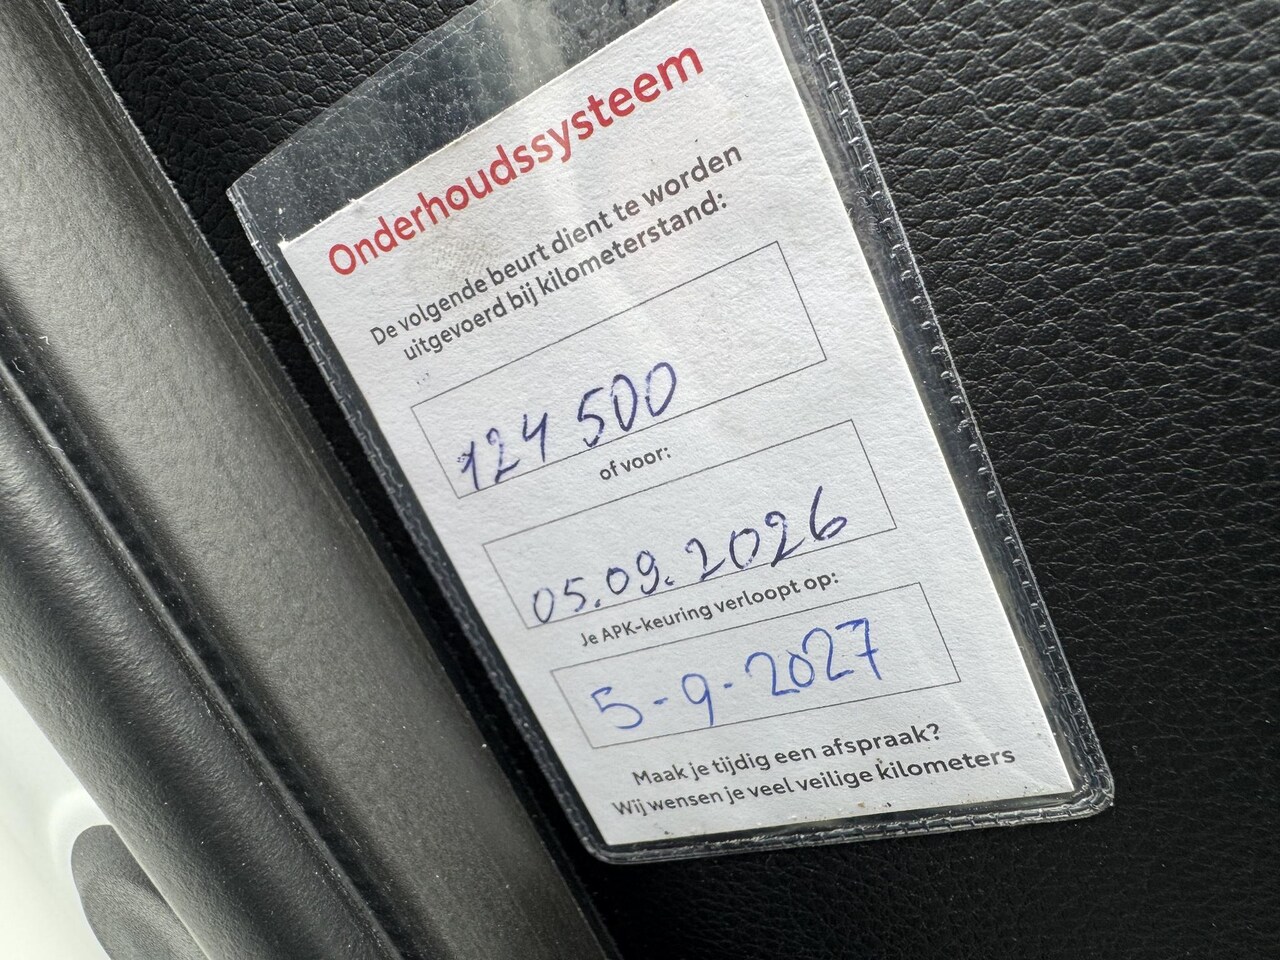 Onderhoudssysteem
De volgende beurt dient te worden
uitgevoerd bij kilometerstand:
124 500
of voor:
05.09.2026
Je APK-keuring verloopt op:
5-9-2027
Maak je tijdig een afspraak?
Wij wensen je veel veilige kilometers